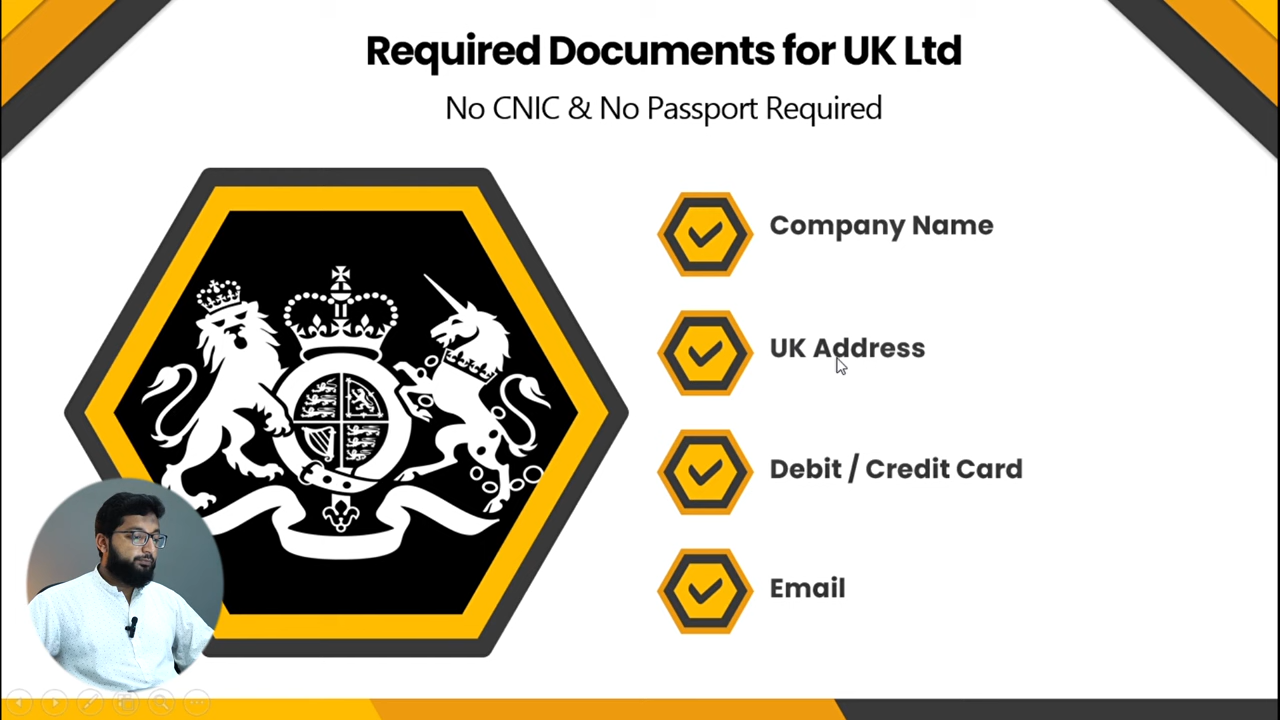 Required Documents for UK Ltd
No CNIC & No Passport Required
Company Name
UK Address
Debit / Credit Card
Email